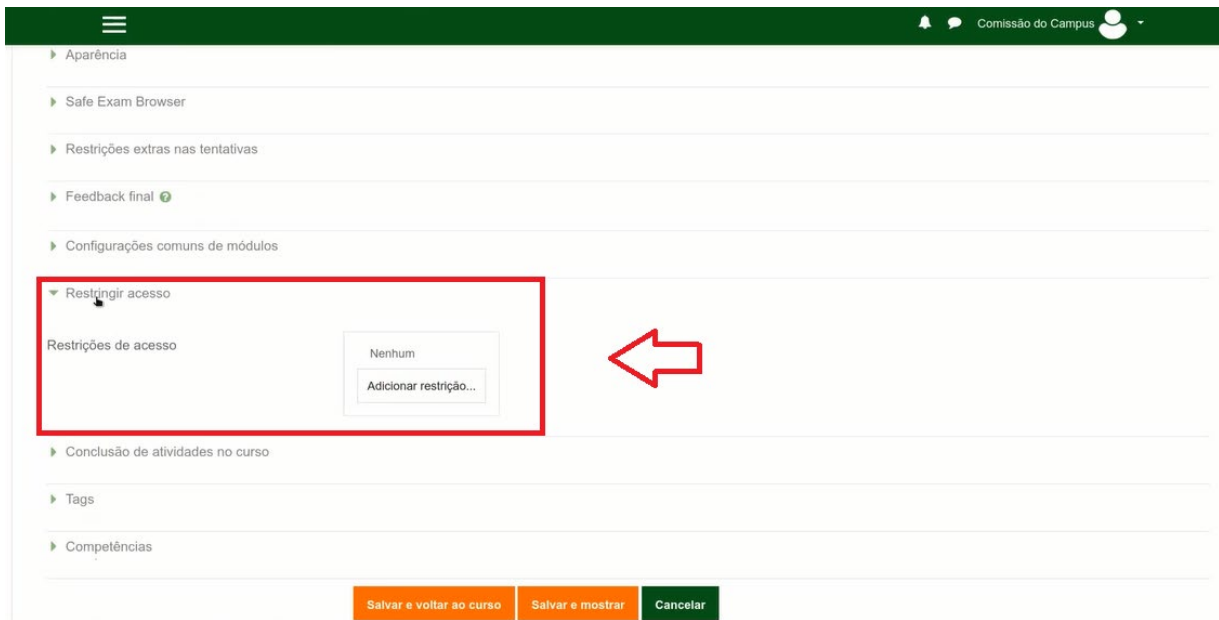 Comissão do Campus
Aparência
Safe Exam Browser
Restrições extras nas tentativas
Feedback final
Configurações comuns de módulos
Restringir acesso
Restrições de acesso
Nenhum
Adicionar restrição...
Conclusão de atividades no curso
Tags
Competências
Salvar e voltar ao curso Salvar e mostrar Cancelar